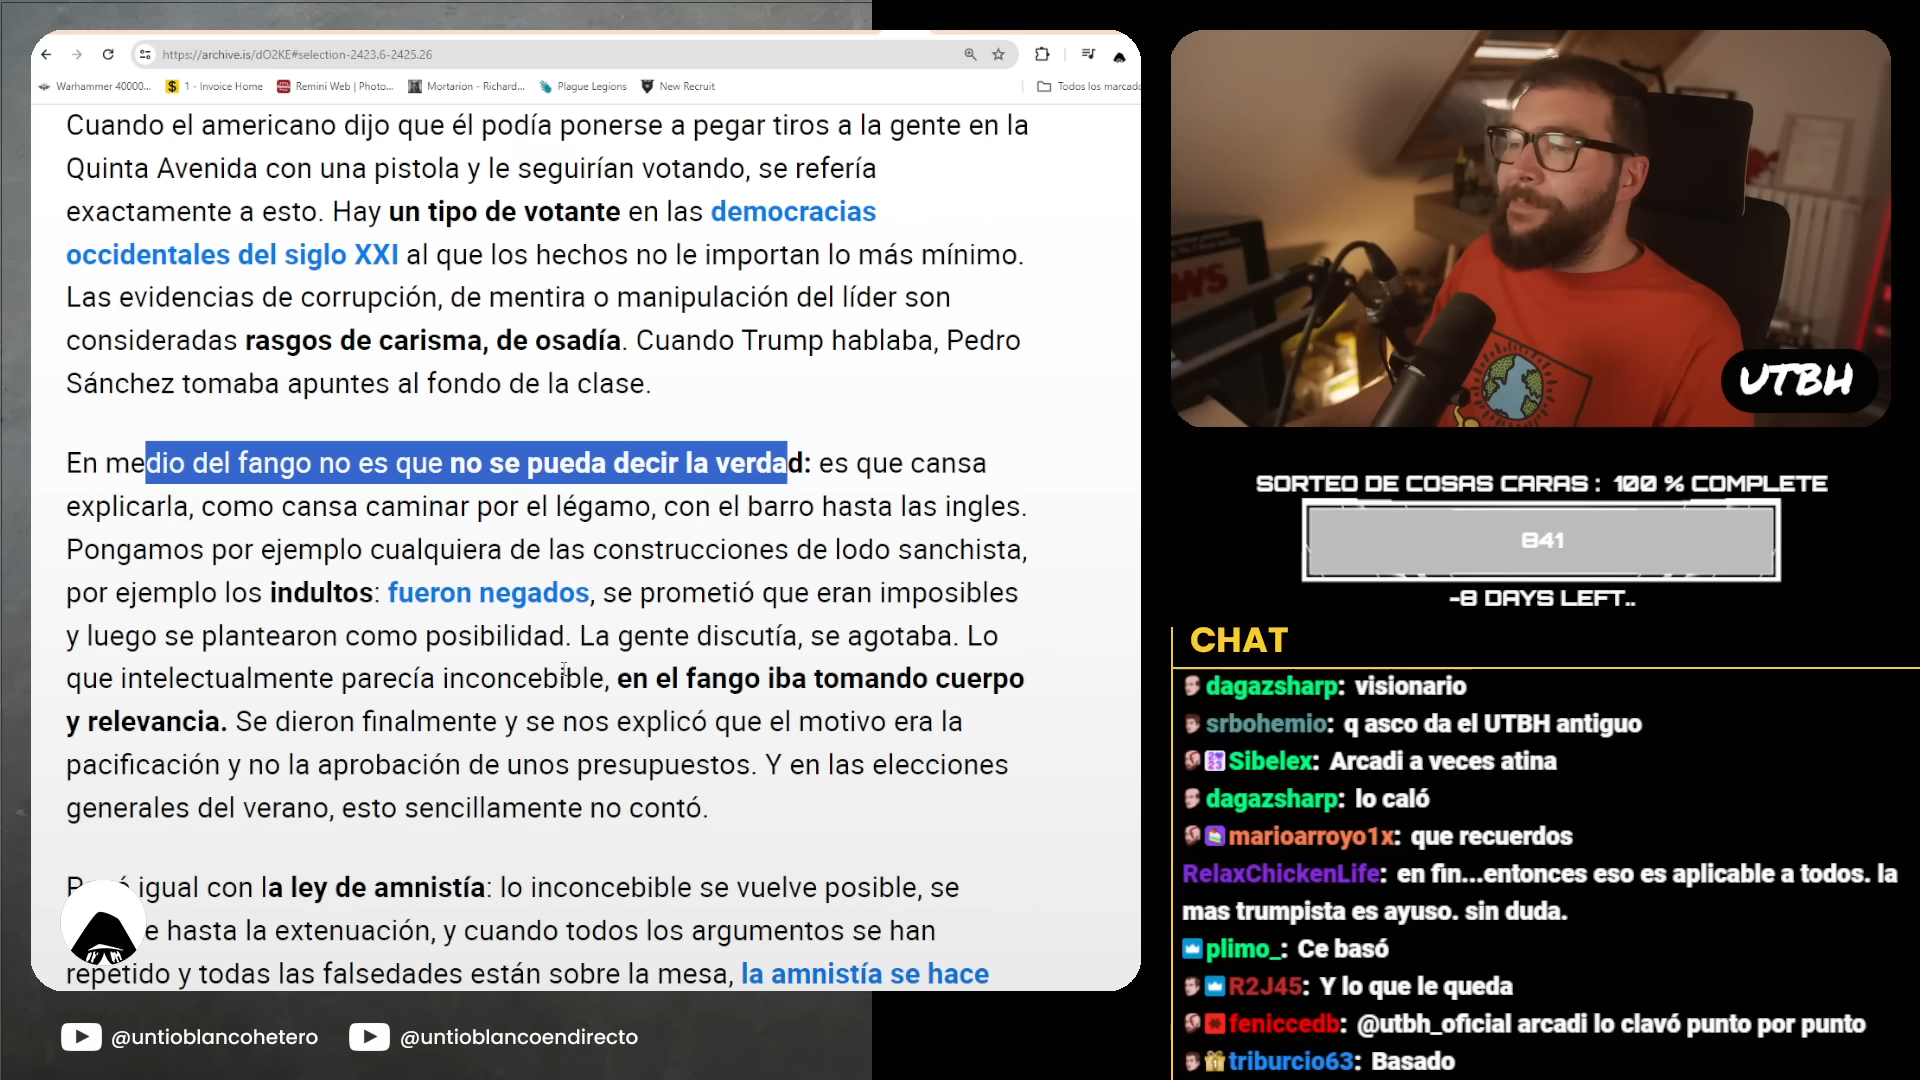 https://archive.is/dO2KE#selection-2423.6-2425.26
Warhammer 40000...
1 - Invoice Home
Remini Web | Photo...
Mortarion - Richard...
Plague Legions
New Recruit
Todos los marcado
Cuando el americano dijo que él podía ponerse a pegar tiros a la gente en la
Quinta Avenida con una pistola y le seguirían votando, se refería
exactamente a esto. Hay un tipo de votante en las democracias
occidentales del siglo XXI al que los hechos no le importan lo más mínimo.
Las evidencias de corrupción, de mentira o manipulación del líder son
consideradas rasgos de carisma, de osadía. Cuando Trump hablaba, Pedro
Sánchez tomaba apuntes al fondo de la clase.
En medio del fango no es que no se pueda decir la verdad: es que cansa
explicarla, como cansa caminar por el légamo, con el barro hasta las ingles.
Pongamos por ejemplo cualquiera de las construcciones de lodo sanchista,
por ejemplo los indultos: fueron negados, se prometió que eran imposibles
y luego se plantearon como posibilidad. La gente discutía, se agotaba. Lo
que intelectualmente parecía inconcebible, en el fango iba tomando cuerpo
y relevancia. Se dieron finalmente y se nos explicó que el motivo era la
pacificación y no la aprobación de unos presupuestos. Y en las elecciones
generales del verano, esto sencillamente no contó.
igual con la ley de amnistía: lo inconcebible se vuelve posible, se
e hasta la extenuación, y cuando todos los argumentos se han
repetido y todas las falsedades están sobre la mesa, la amnistía se hace
@untioblancohetero
@untioblancoendirecto
WS
UTBH
SORTEO DE COSAS CARAS : 100 % COMPLETE
841
-8 DAYS LEFT..
CHAT
dagazsharp: visionario
srbohemio: q asco da el UTBH antiguo
Sibelex: Arcadi a veces atina
dagazsharp: lo caló
marioarroyo1x: que recuerdos
RelaxChickenLife: en fin...entonces eso es aplicable a todos. la
mas trumpista es ayuso. sin duda.
plimo_: Ce basó
R2J45: Y lo que le queda
feniccedb: @utbh_oficial arcadi lo clavó punto por punto
triburcio63: Basado